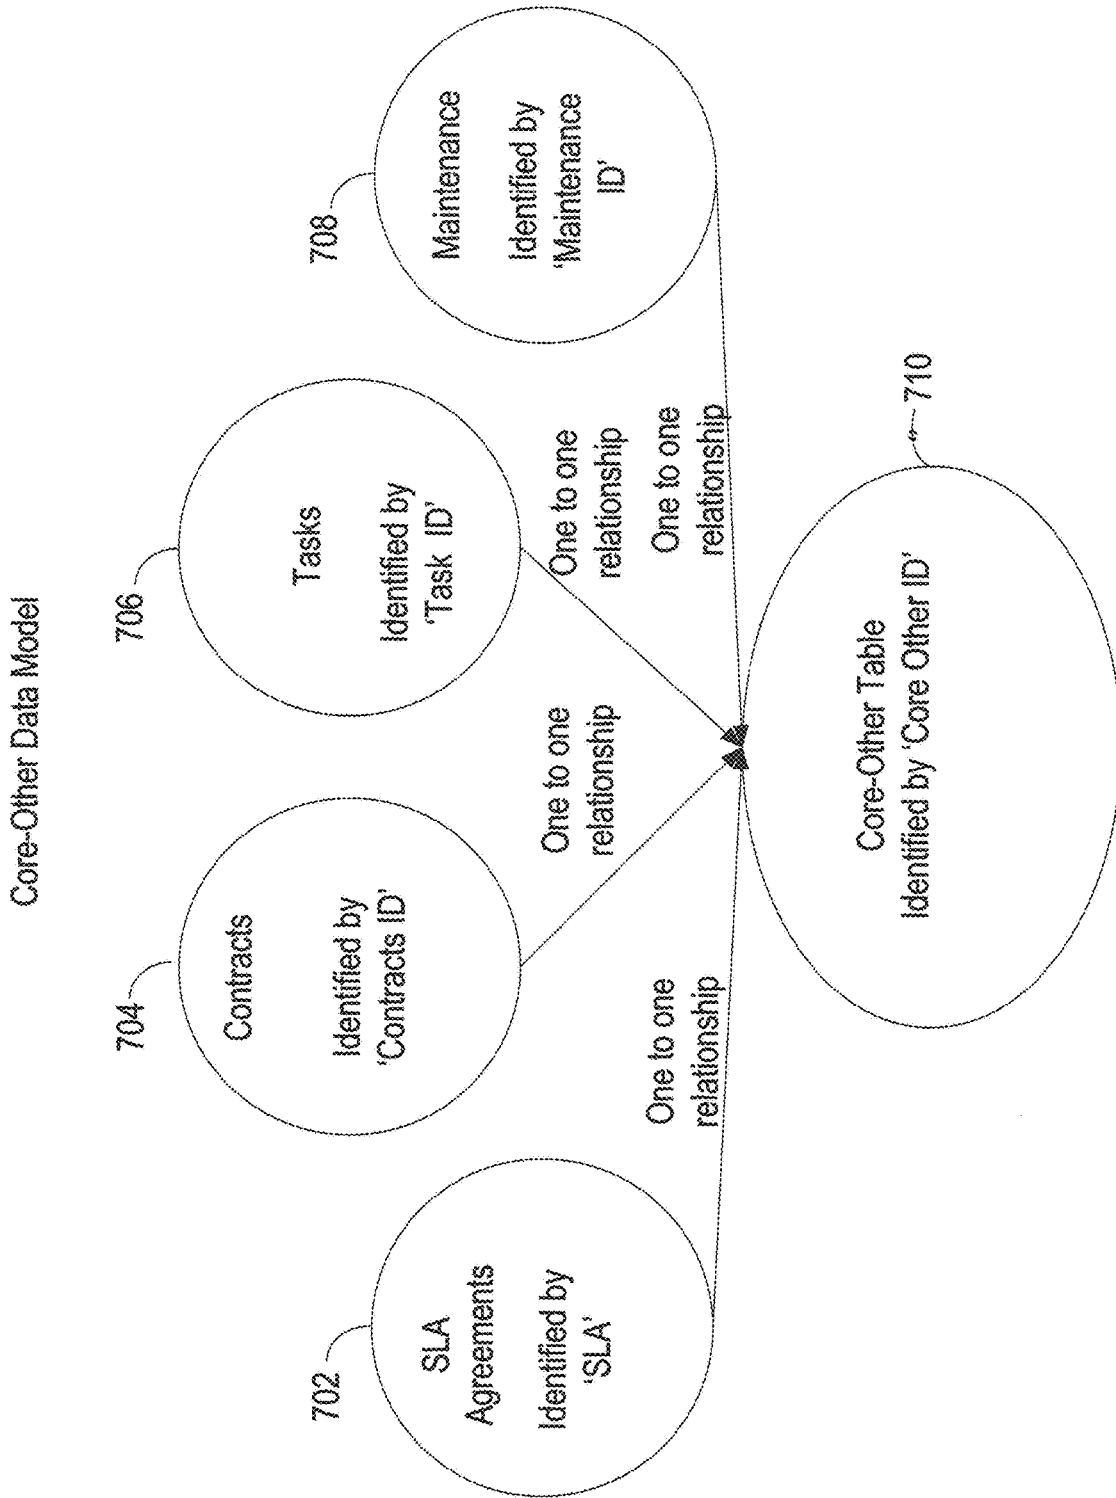 Core-Other Data Model
702
SLA
Agreements
Identified by
'SLA'
704
Contracts
Identified by
'Contracts ID'
706
Tasks
Identified by
'Task ID'
708
Maintenance
Identified by
'Maintenance
ID'
One to one
relationship
One to one
relationship
One to one
relationship
One to one
relationship
710
Core-Other Table
Identified by 'Core Other ID'